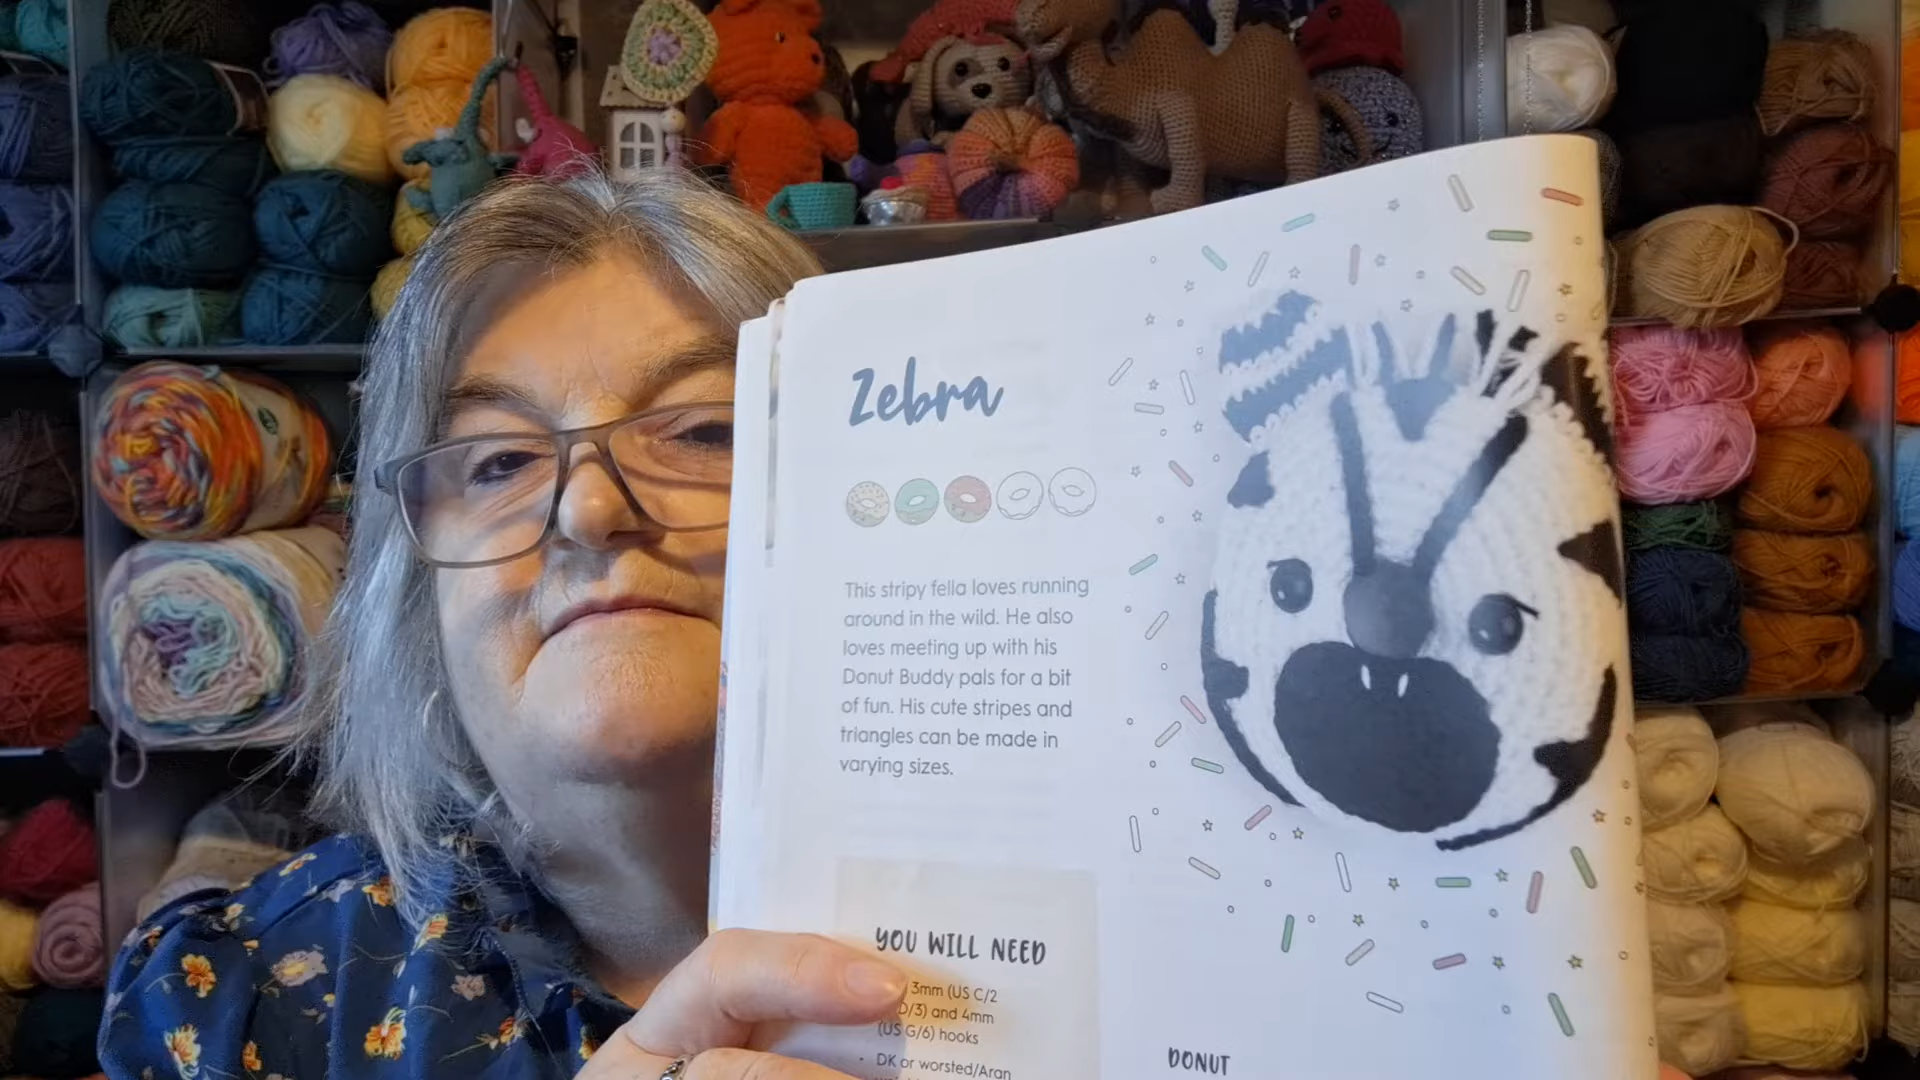 Zebra
This stripy fella loves running
around in the wild. He also
loves meeting up with his
Donut Buddy pals for a bit
of fun. His cute stripes and
triangles can be made in
varying sizes.
YOU WILL NEED
3mm (US C/2
D/3) and 4mm
(US G/6) hooks
• DK or worsted/Aran
DONUT